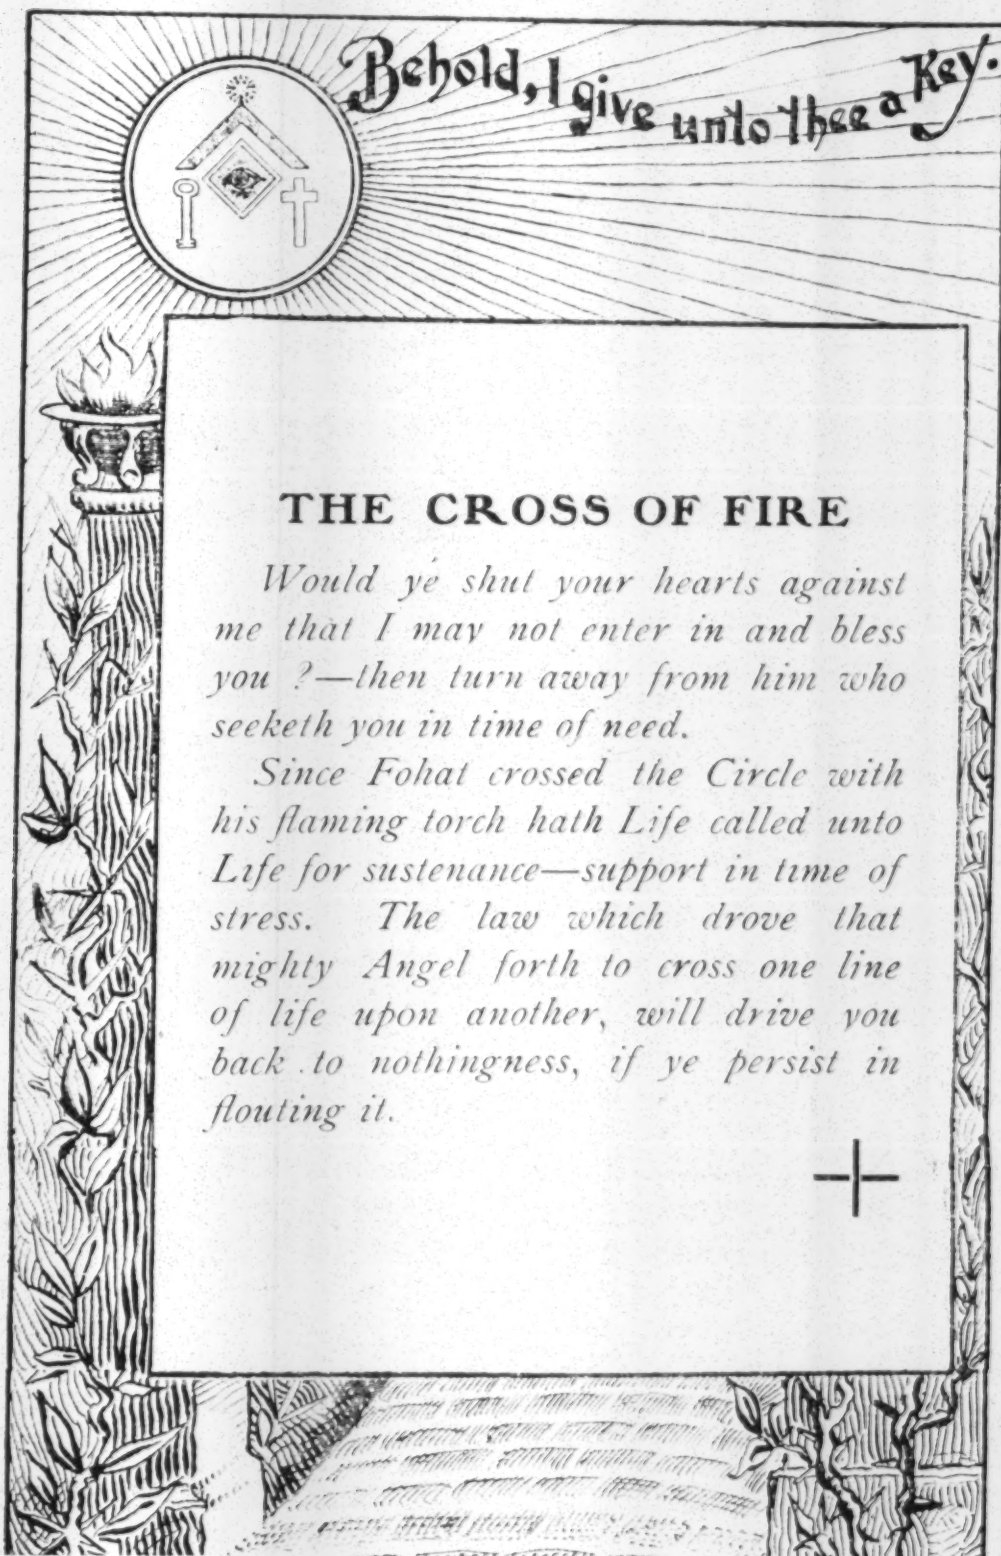 Behold, I give unto thee a Key.
THE CROSS OF FIRE
Would ye shut your hearts against
me that I may not enter in and bless
you ?—then turn away from him who
seeketh you in time of need.
Since Fohat crossed the Circle with
his flaming torch hath Life called unto
Life for sustenance—support in time of
stress. The law which drove that
mighty Angel forth to cross one line
of life upon another, will drive you
back to nothingness, if ye persist in
flouting it.